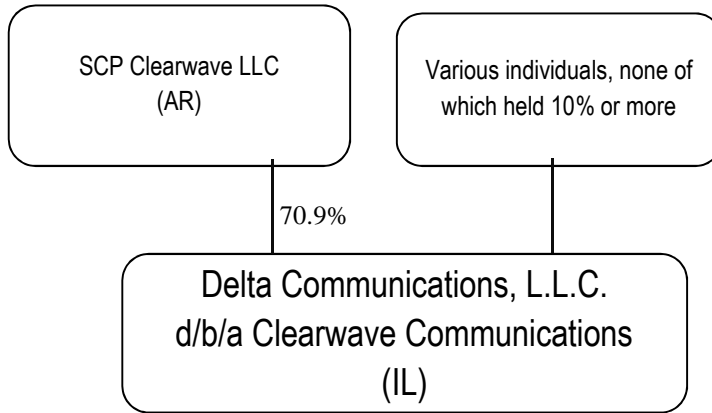 SCP Clearwave LLC
(AR)
Various individuals, none of
which held 10% or more
70.9%
Delta Communications, L.L.C.
d/b/a Clearwave Communications
(IL)